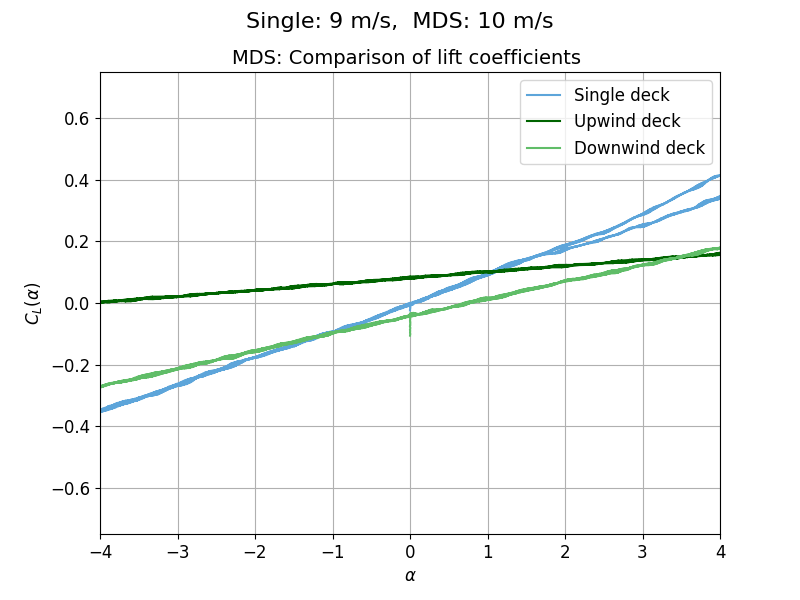 Single: 9 m/s,  MDS: 10 m/s
MDS: Comparison of lift coefficients
Single deck
Upwind deck
Downwind deck
0.6
0.4
0.2
0.0
−0.2
−0.4
−0.6
C_L(α)
−4 −3 −2 −1 0 1 2 3 4
α